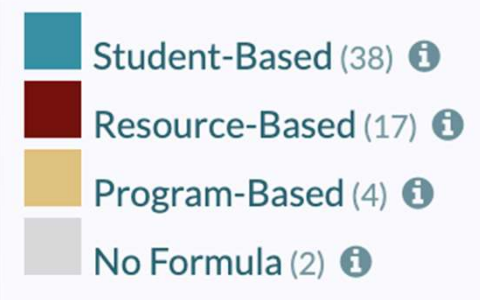 Student-Based (38)
Resource-Based (17)
Program-Based (4)
No Formula (2)